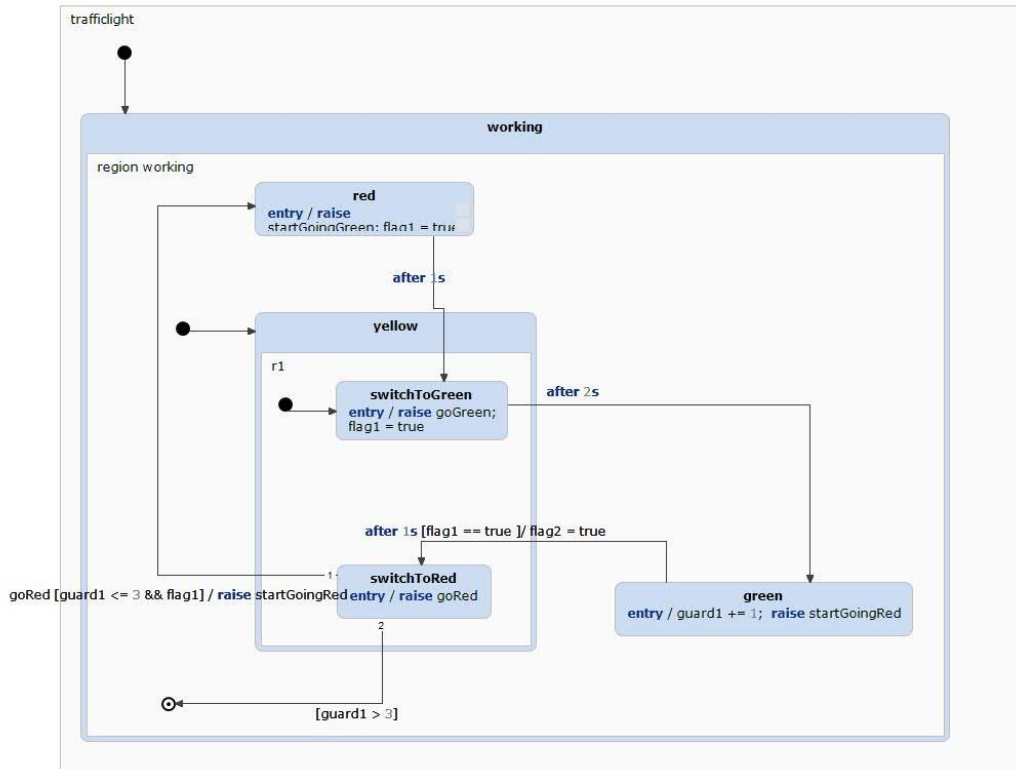 trafficlight
working
region working
red
entry / raise
startGoingGreen; flag1 = true
after 1s
yellow
r1
switchToGreen
entry / raise goGreen;
flag1 = true
after 2s
after 1s [flag1 == true ]/ flag2 = true
switchToRed
entry / raise goRed
1
goRed [guard1 <= 3 && flag1] / raise startGoingRed
green
entry / guard1 += 1; raise startGoingRed
2
[guard1 > 3]